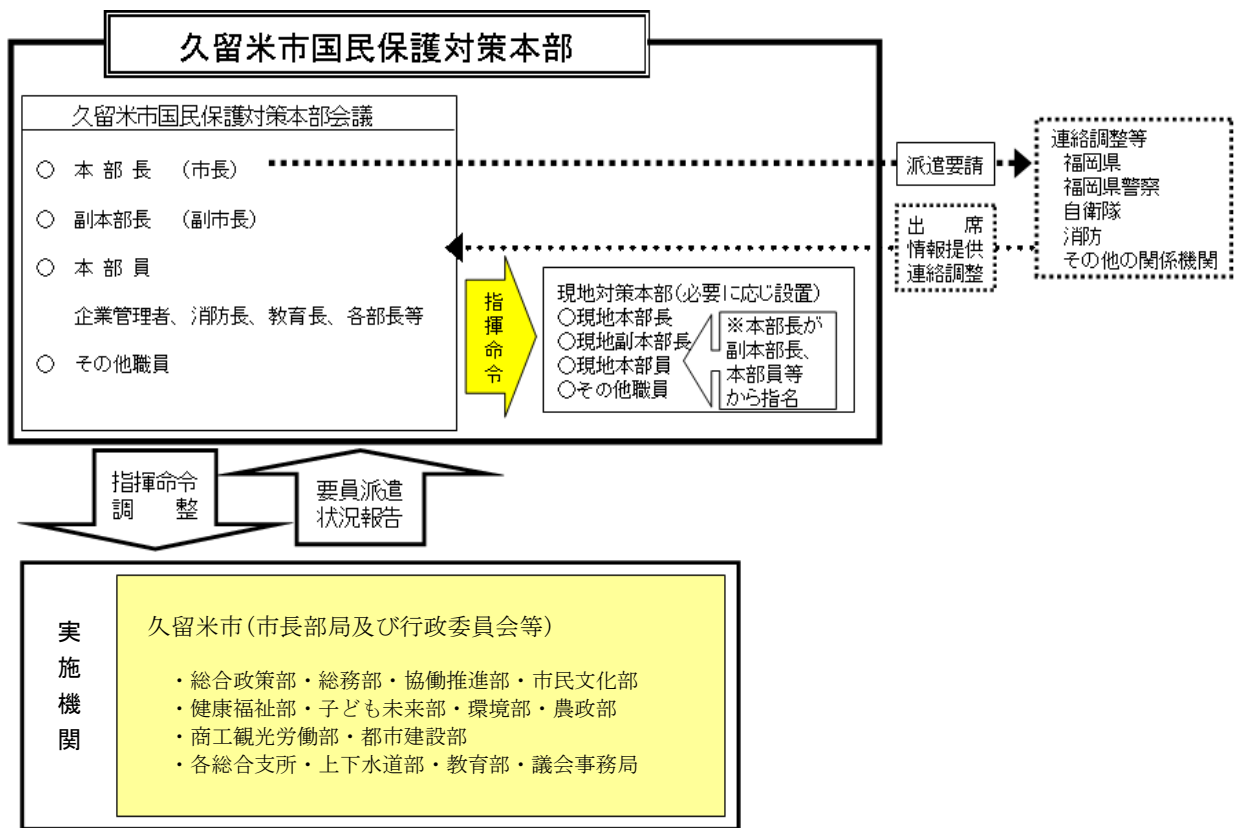 久留米市国民保護対策本部
久留米市国民保護対策本部会議
○ 本 部 長 (市長)
○ 副本部長 (副市長)
○ 本 部 員
企業管理者、消防長、教育長、各部長等
○ その他職員
指揮命令
現地対策本部(必要に応じ設置)
○現地本部長
○現地副本部長
○現地本部員
○その他職員
※本部長が
副本部長、
本部員等
から指名
派遣要請
出 席
情報提供
連絡調整
連絡調整等
福岡県
福岡県警察
自衛隊
消防
その他の関係機関
指揮命令
調 整
要員派遣
状況報告
実施機関
久留米市(市長部局及び行政委員会等)
・総合政策部・総務部・協働推進部・市民文化部
・健康福祉部・子ども未来部・環境部・農政部
・商工観光労働部・都市建設部
・各総合支所・上下水道部・教育部・議会事務局